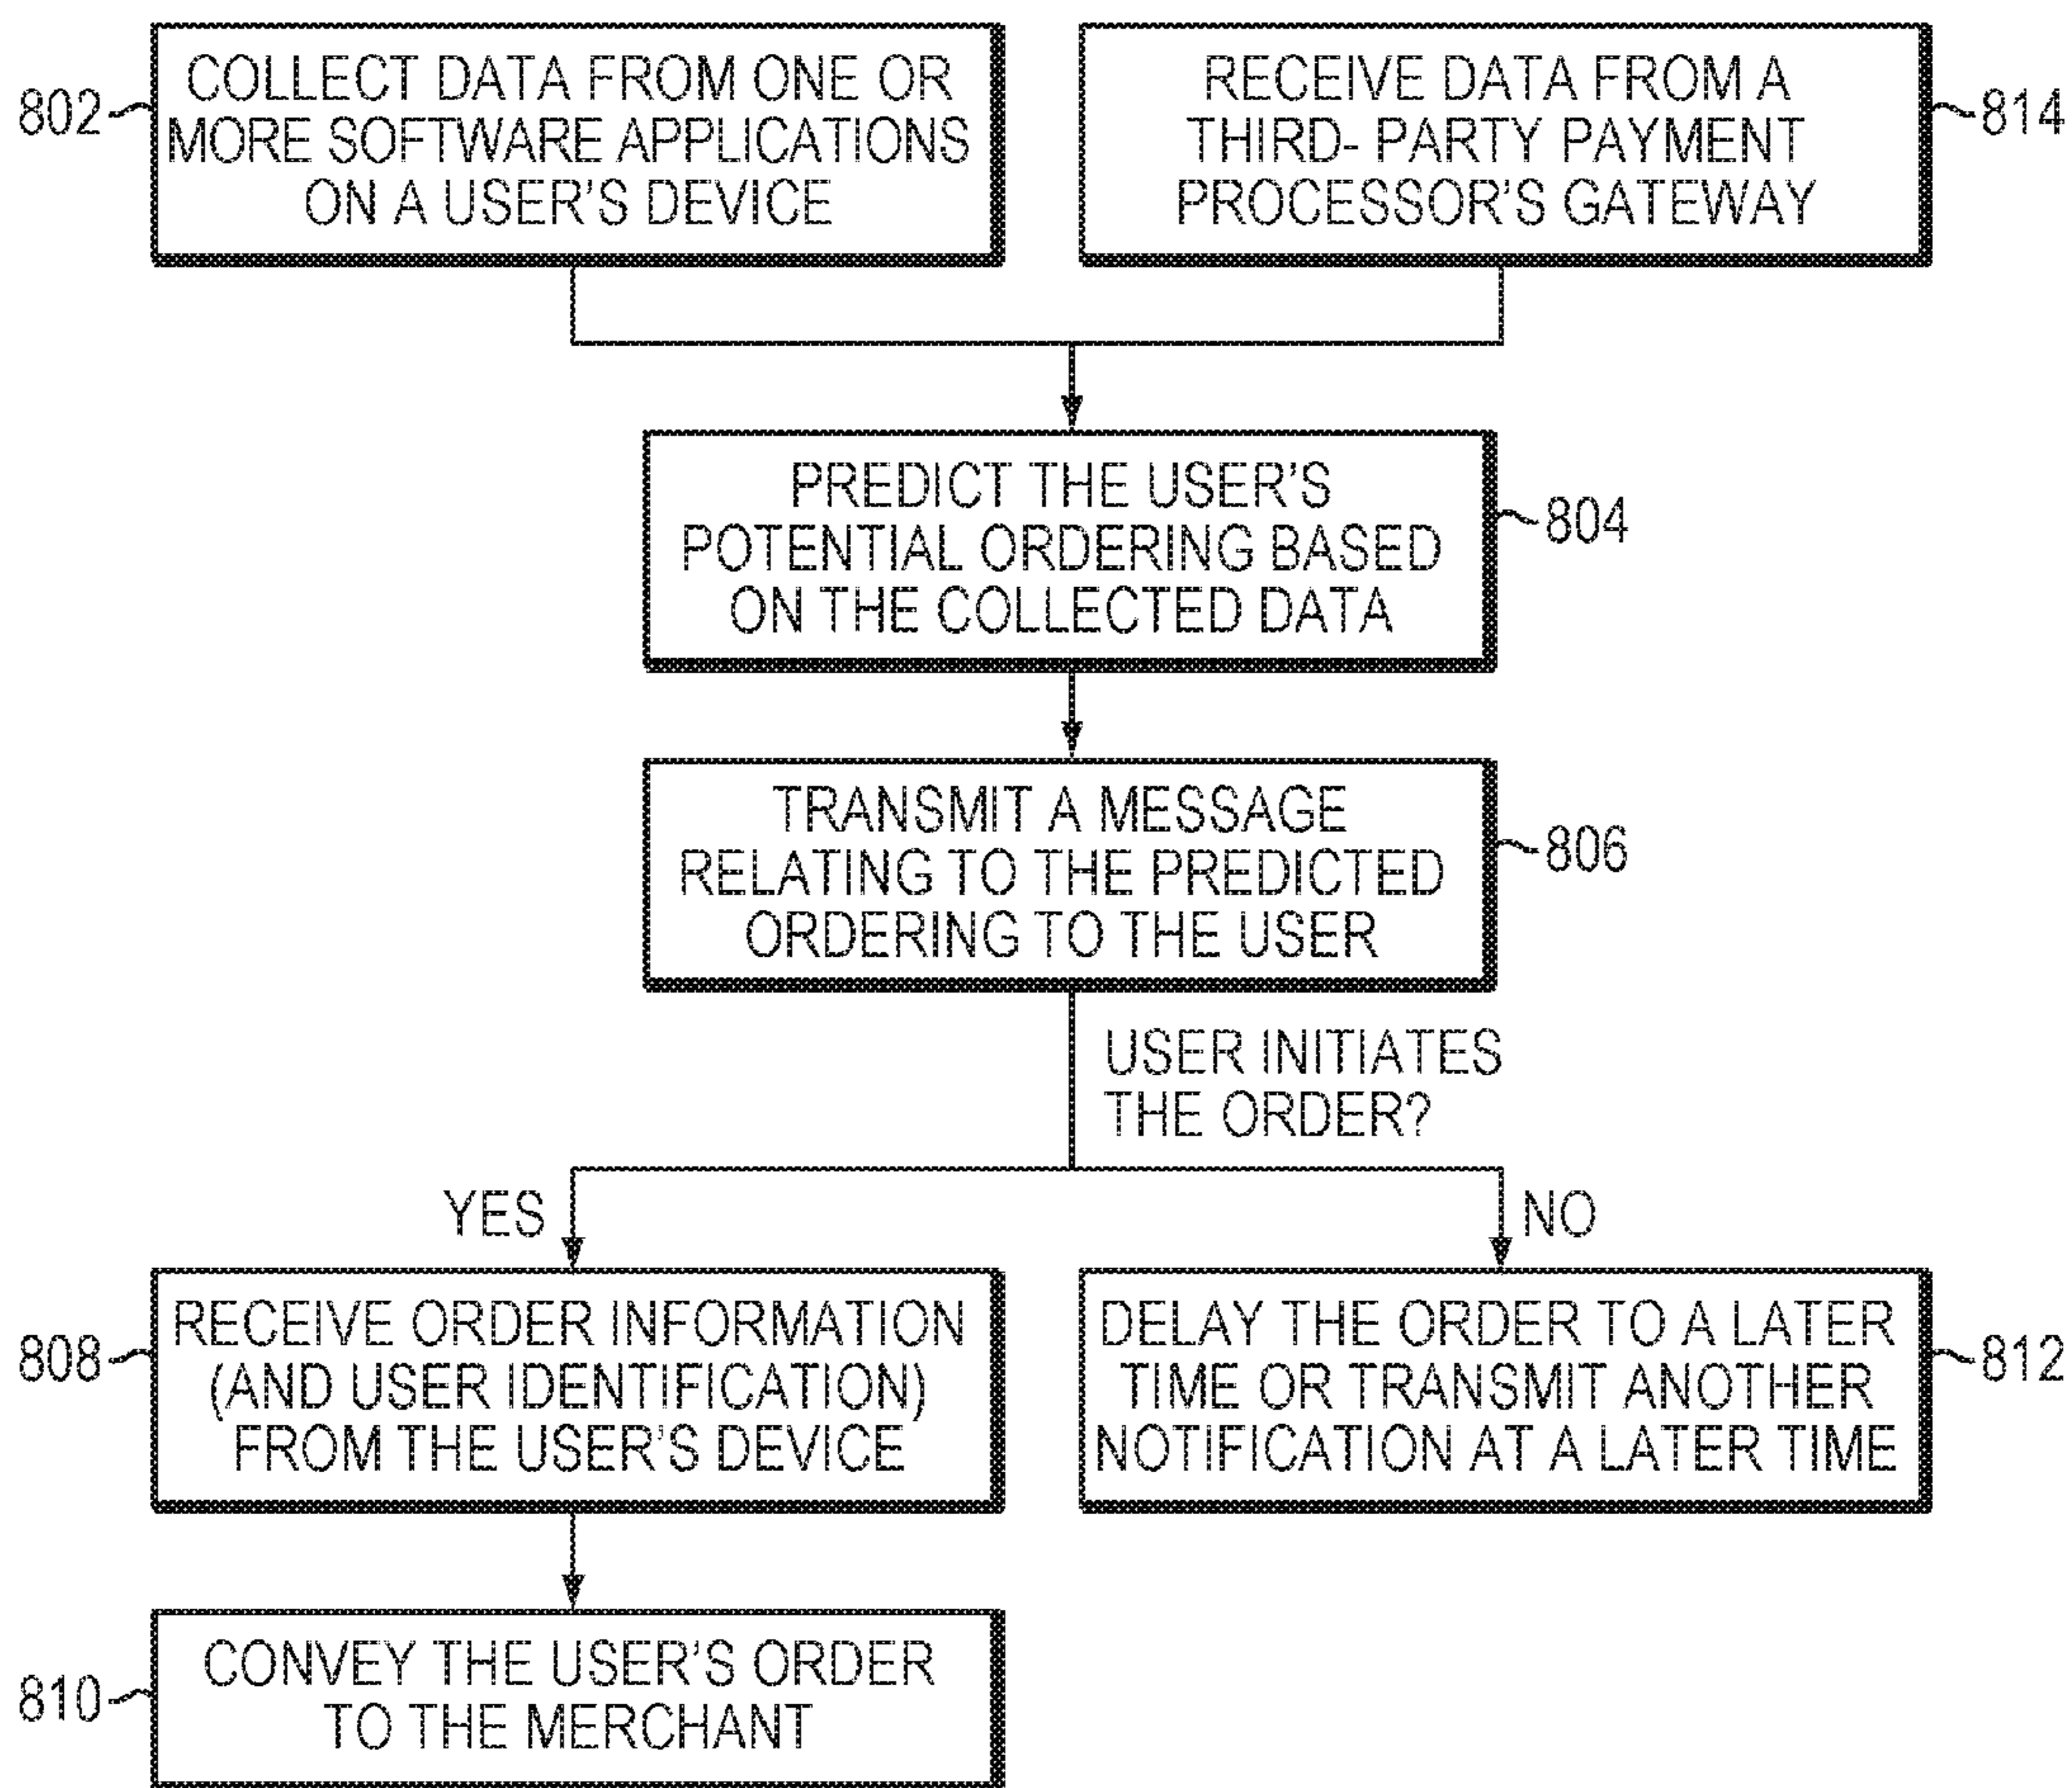 802
COLLECT DATA FROM ONE OR
MORE SOFTWARE APPLICATIONS
ON A USER'S DEVICE
RECEIVE DATA FROM A
THIRD- PARTY PAYMENT
PROCESSOR'S GATEWAY
814
PREDICT THE USER'S
POTENTIAL ORDERING BASED
ON THE COLLECTED DATA
804
TRANSMIT A MESSAGE
RELATING TO THE PREDICTED
ORDERING TO THE USER
806
USER INITIATES
THE ORDER?
YES
NO
808
RECEIVE ORDER INFORMATION
(AND USER IDENTIFICATION)
FROM THE USER'S DEVICE
DELAY THE ORDER TO A LATER
TIME OR TRANSMIT ANOTHER
NOTIFICATION AT A LATER TIME
812
810
CONVEY THE USER'S ORDER
TO THE MERCHANT